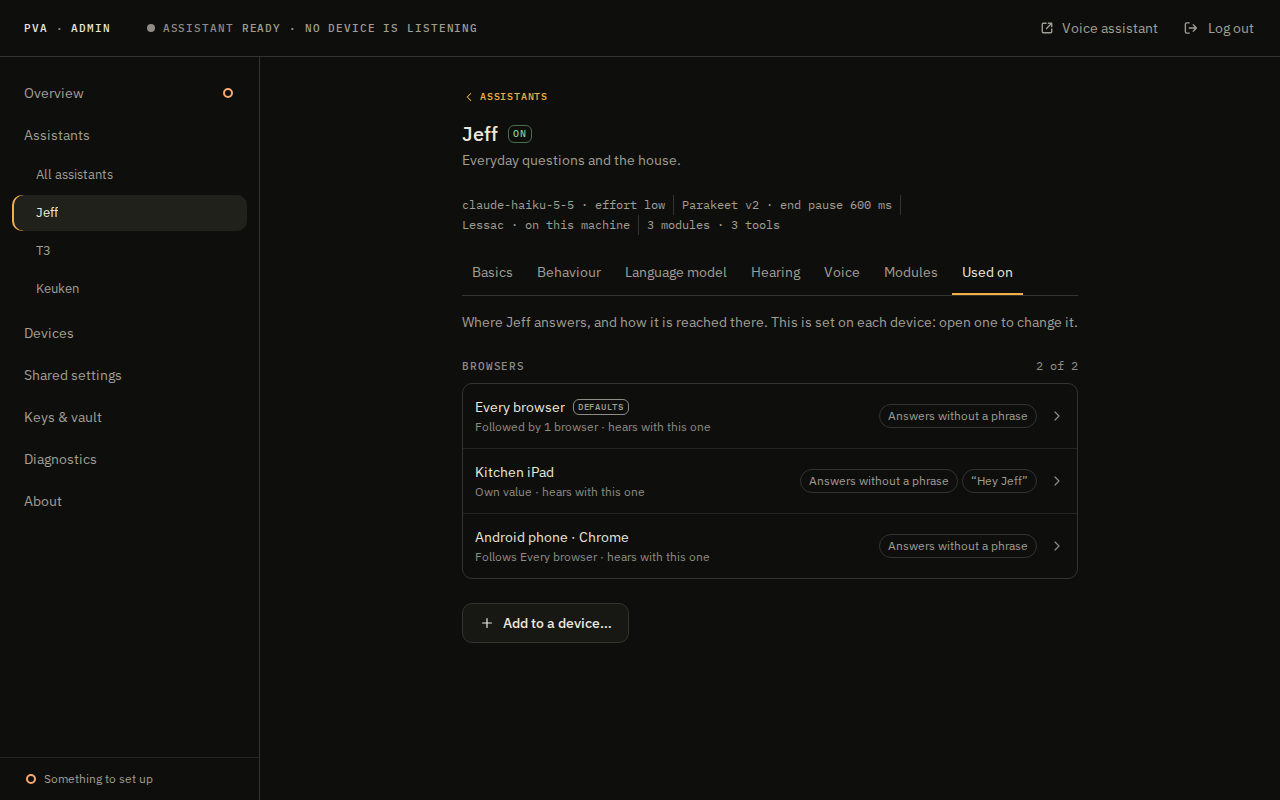 PVA · ADMIN
ASSISTANT READY · NO DEVICE IS LISTENING
Voice assistant
Log out
Overview
Assistants
All assistants
Jeff
T3
Keuken
Devices
Shared settings
Keys & vault
Diagnostics
About
Something to set up
ASSISTANTS
Jeff ON
Everyday questions and the house.
claude-haiku-5-5 · effort low | Parakeet v2 · end pause 600 ms |
Lessac · on this machine | 3 modules · 3 tools
Basics Behaviour Language model Hearing Voice Modules Used on
Where Jeff answers, and how it is reached there. This is set on each device: open one to change it.
BROWSERS 2 of 2
Every browser DEFAULTS
Followed by 1 browser · hears with this one
Answers without a phrase
Kitchen iPad
Own value · hears with this one
Answers without a phrase “Hey Jeff”
Android phone · Chrome
Follows Every browser · hears with this one
Answers without a phrase
Add to a device…